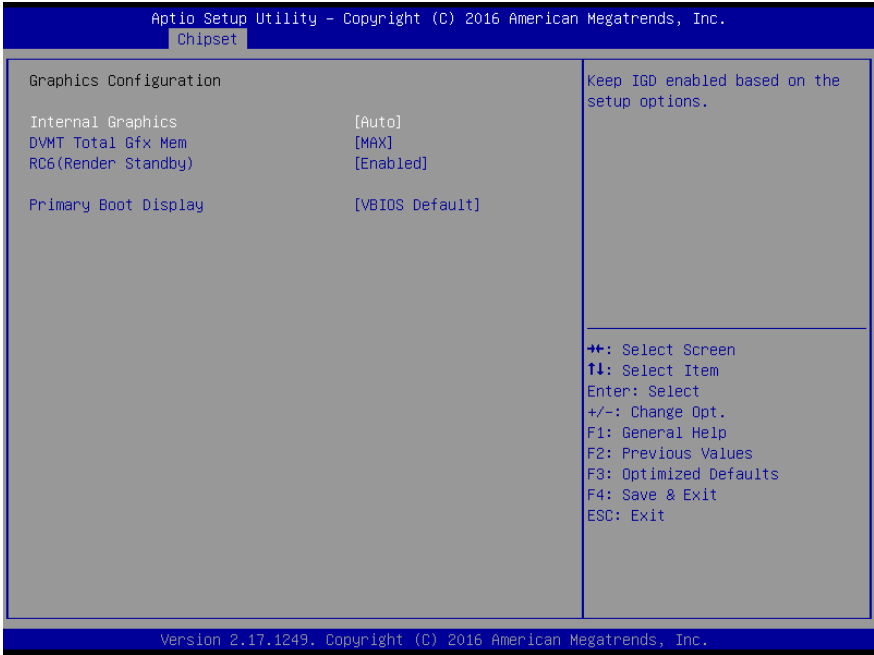 Aptio Setup Utility – Copyright (C) 2016 American Megatrends, Inc.
Chipset
Graphics Configuration
Internal Graphics [Auto]
DVMT Total Gfx Mem [MAX]
RC6(Render Standby) [Enabled]
Primary Boot Display [VBIOS Default]
Keep IGD enabled based on the
setup options.
→←: Select Screen
↑↓: Select Item
Enter: Select
+/-: Change Opt.
F1: General Help
F2: Previous Values
F3: Optimized Defaults
F4: Save & Exit
ESC: Exit
Version 2.17.1249. Copyright (C) 2016 American Megatrends, Inc.